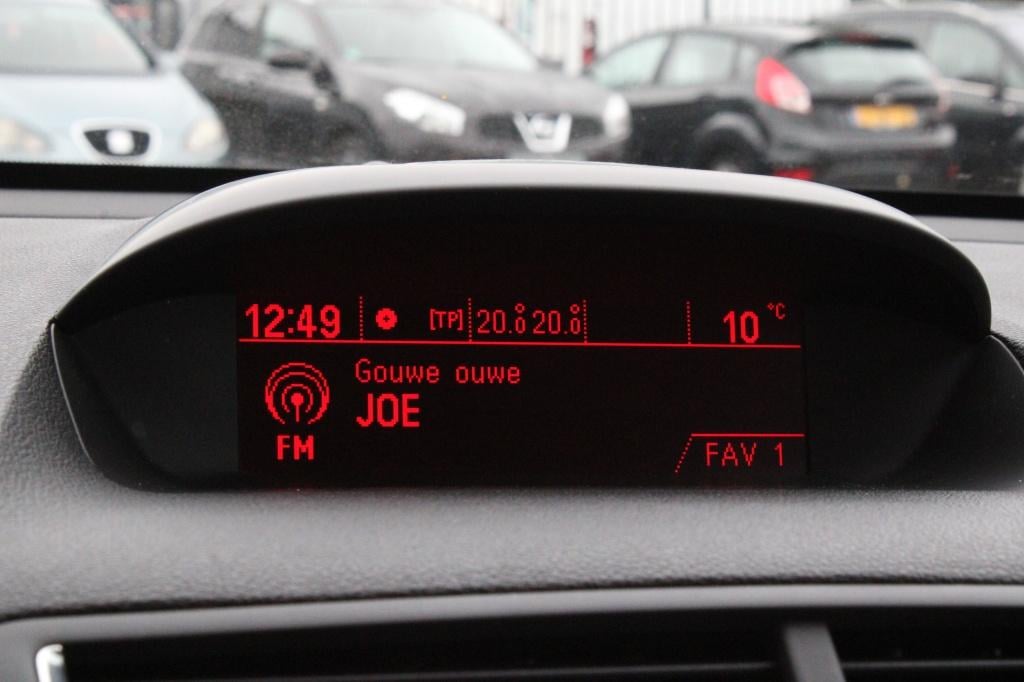 12:49 [TP] 20.0 20.0 10 °C
Gouwe ouwe
JOE
FM
FAV 1